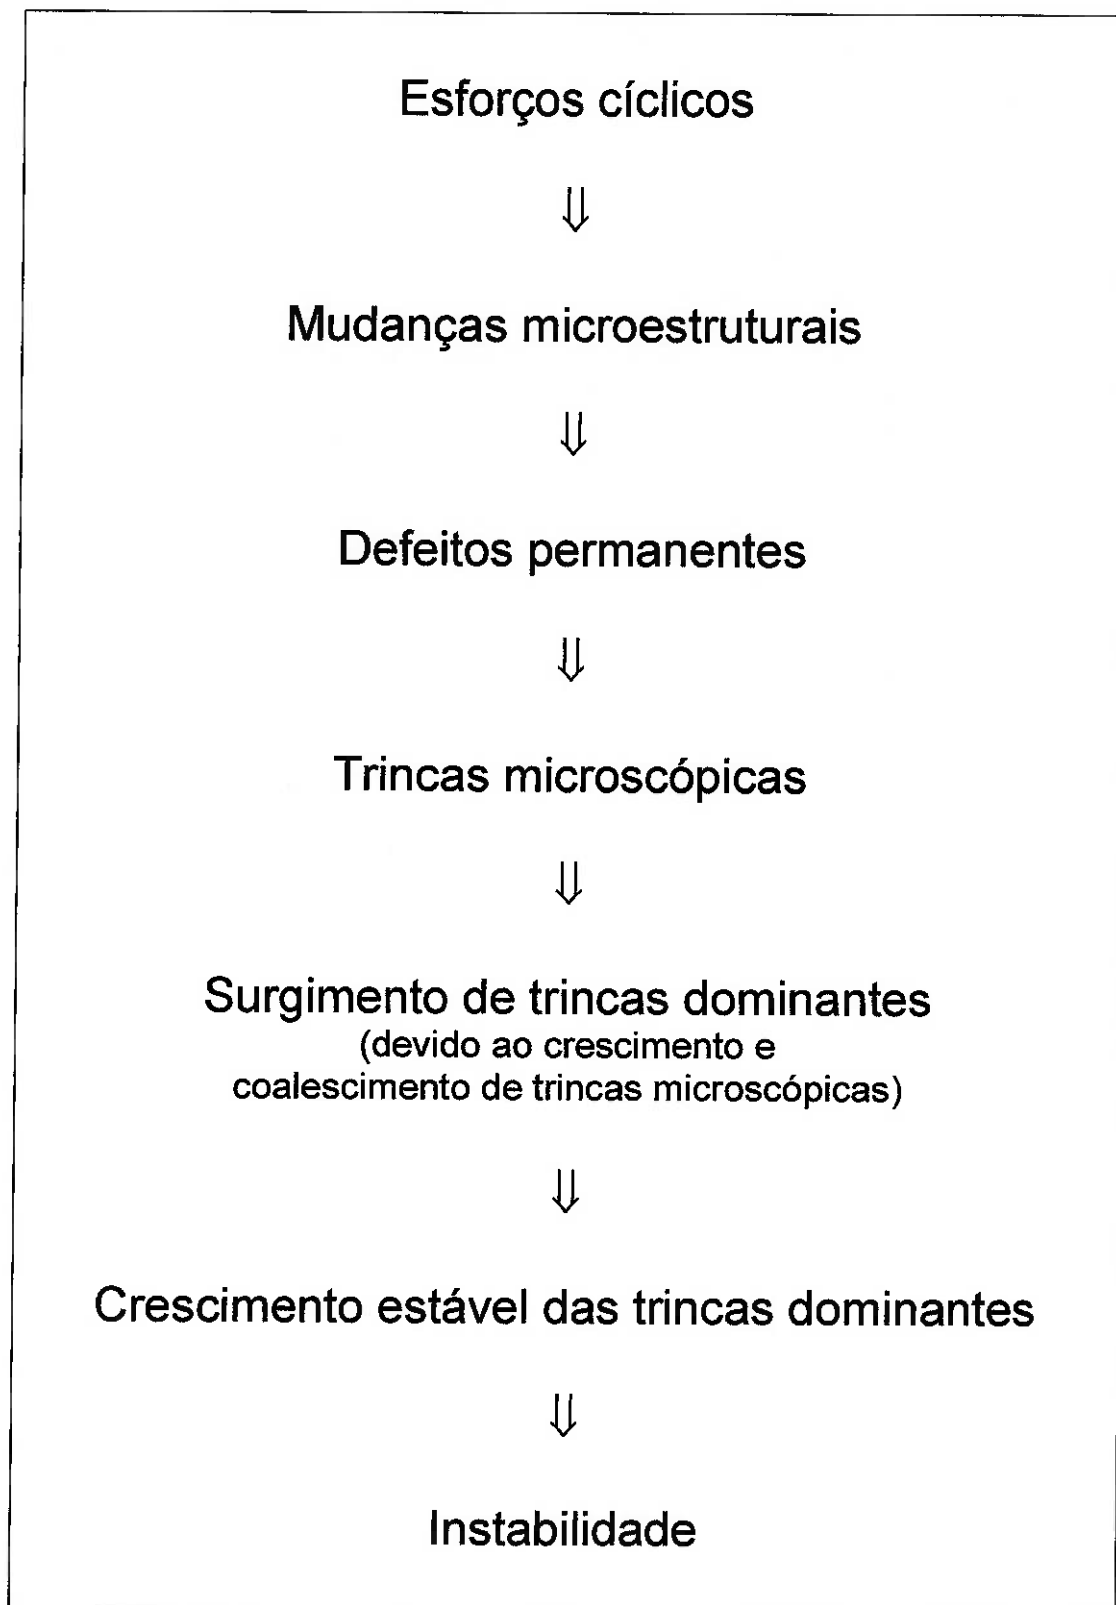 Esforços cíclicos
⇓
Mudanças microestruturais
⇓
Defeitos permanentes
⇓
Trincas microscópicas
⇓
Surgimento de trincas dominantes
(devido ao crescimento e
coalescimento de trincas microscópicas)
⇓
Crescimento estável das trincas dominantes
⇓
Instabilidade